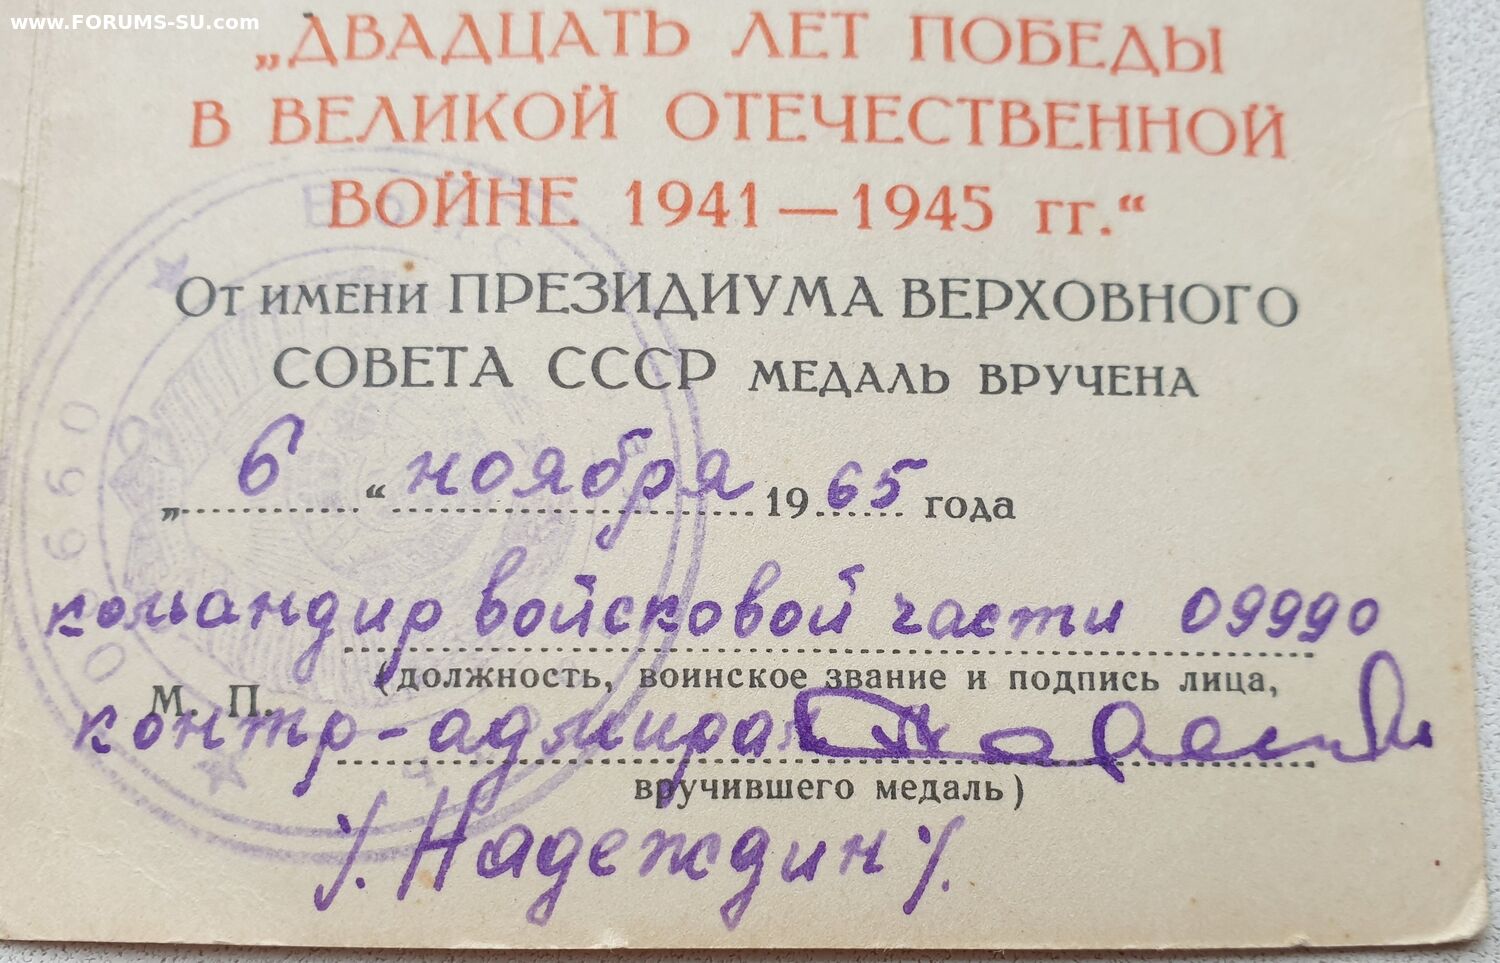 www.FORUMS-SU.com
„ДВАДЦАТЬ ЛЕТ ПОБЕДЫ
В ВЕЛИКОЙ ОТЕЧЕСТВЕННОЙ
ВОЙНЕ 1941—1945 гг.“
От имени ПРЕЗИДИУМА ВЕРХОВНОГО
СОВЕТА СССР МЕДАЛЬ ВРУЧЕНА
„ 6 “ ноября 19 65 года
командир войсковой части 09990
(должность, воинское звание и подпись лица,
М. П.
контр-адмирал
вручившего медаль)
/. Надеждин /.